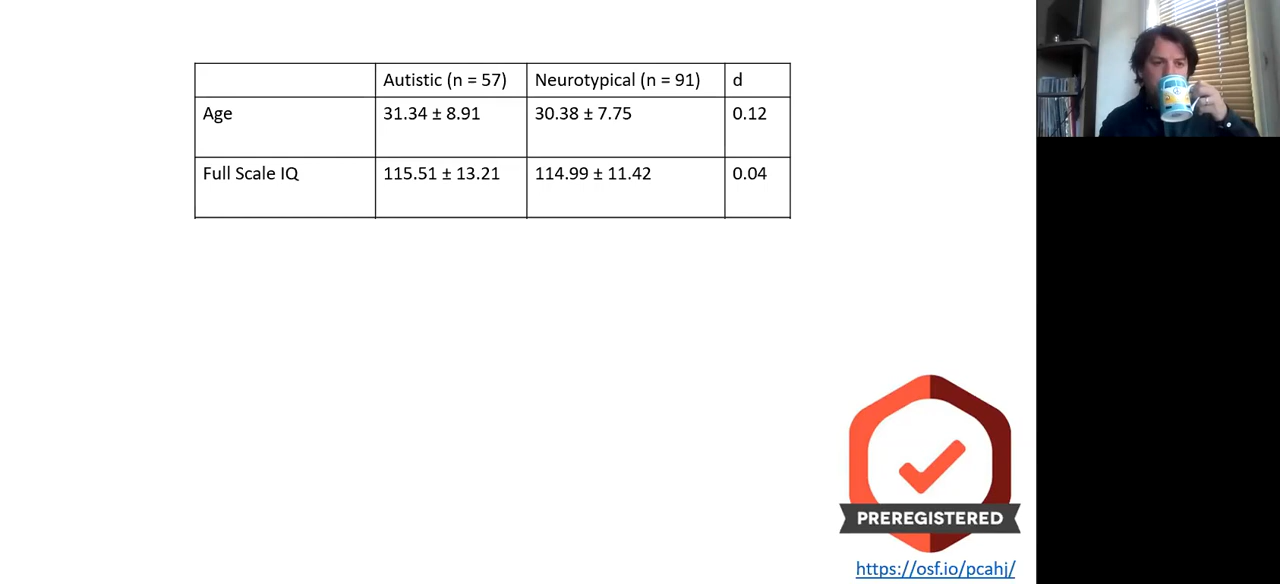 Autistic (n = 57) Neurotypical (n = 91) d
Age 31.34 ± 8.91 30.38 ± 7.75 0.12
Full Scale IQ 115.51 ± 13.21 114.99 ± 11.42 0.04
PREREGISTERED
https://osf.io/pcahj/